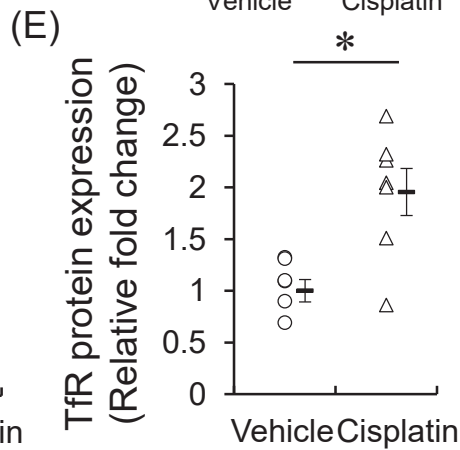 Vehicle Cisplatin
(E)
*
TfR protein expression
(Relative fold change)
3
2.5
2
1.5
1
0.5
0
in
Vehicle Cisplatin